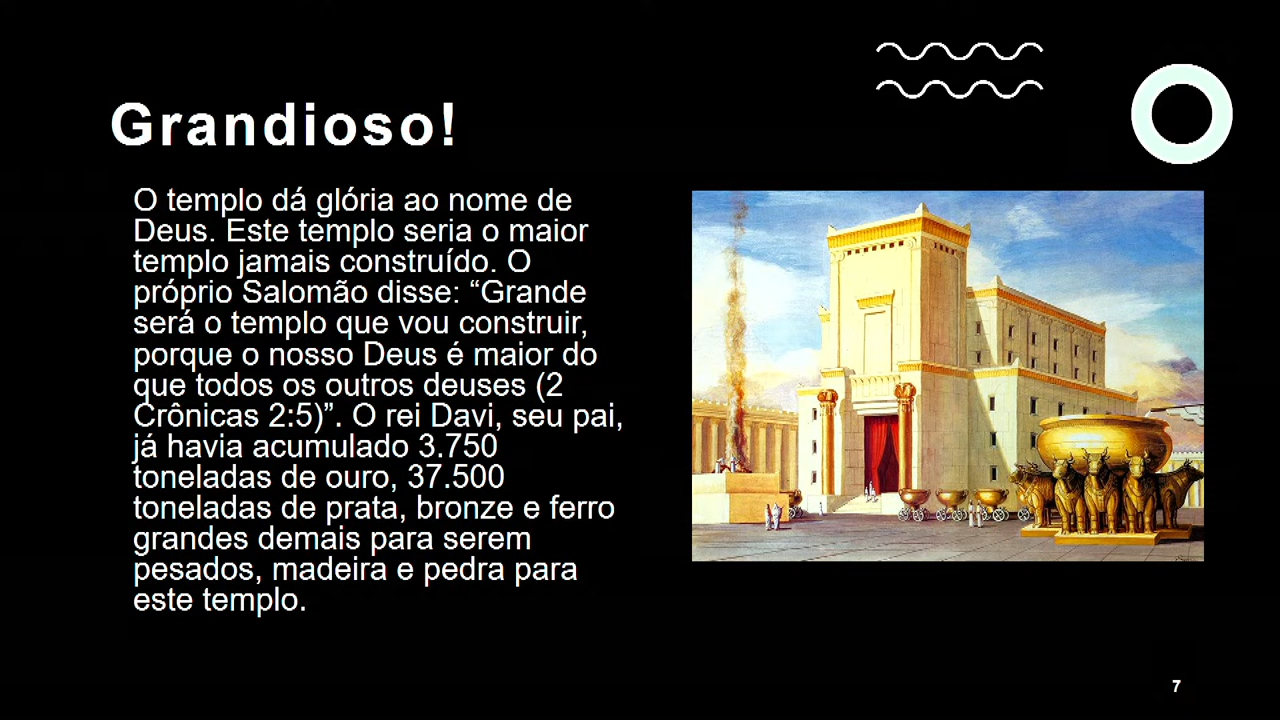 Grandioso!
O templo dá glória ao nome de
Deus. Este templo seria o maior
templo jamais construído. O
próprio Salomão disse: “Grande
será o templo que vou construir,
porque o nosso Deus é maior do
que todos os outros deuses (2
Crônicas 2:5)”. O rei Davi, seu pai,
já havia acumulado 3.750
toneladas de ouro, 37.500
toneladas de prata, bronze e ferro
grandes demais para serem
pesados, madeira e pedra para
este templo.
7